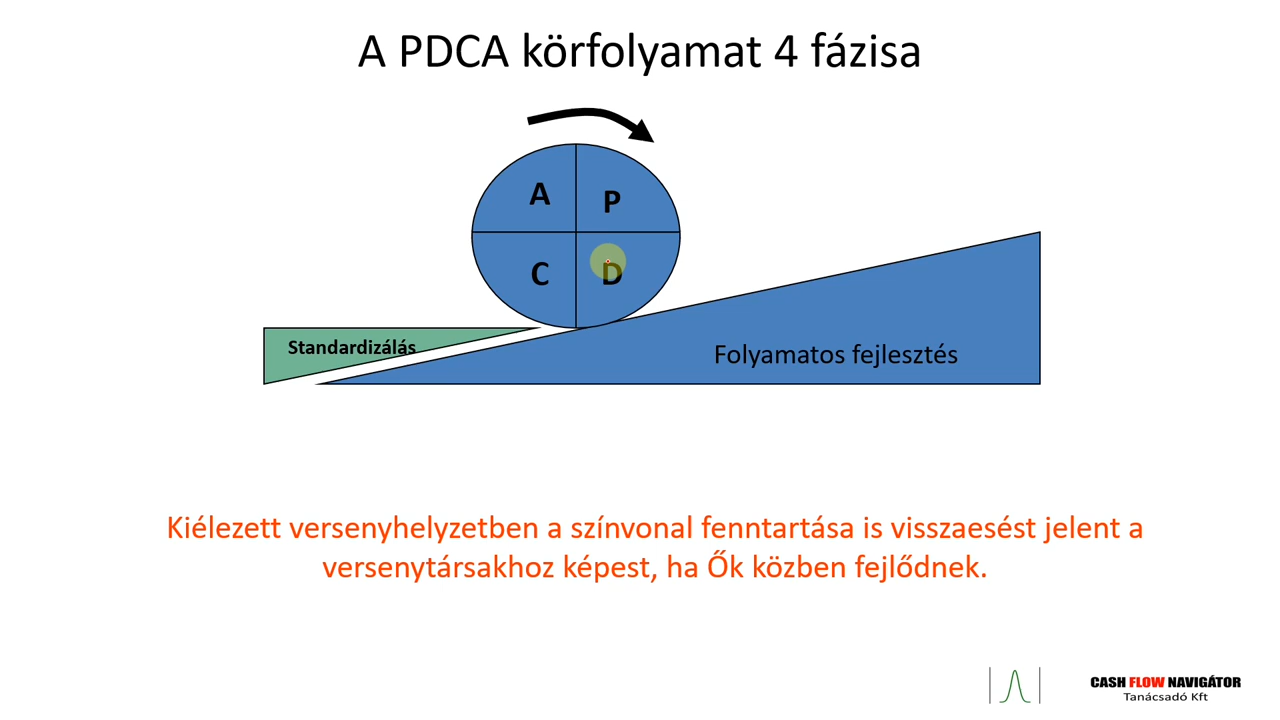 A PDCA körfolyamat 4 fázisa
A
P
C
D
Standardizálás
Folyamatos fejlesztés
Kiélezett versenyhelyzetben a színvonal fenntartása is visszaesést jelent a
versenytársakhoz képest, ha Ők közben fejlődnek.
CASH FLOW NAVIGÁTOR
Tanácsadó Kft